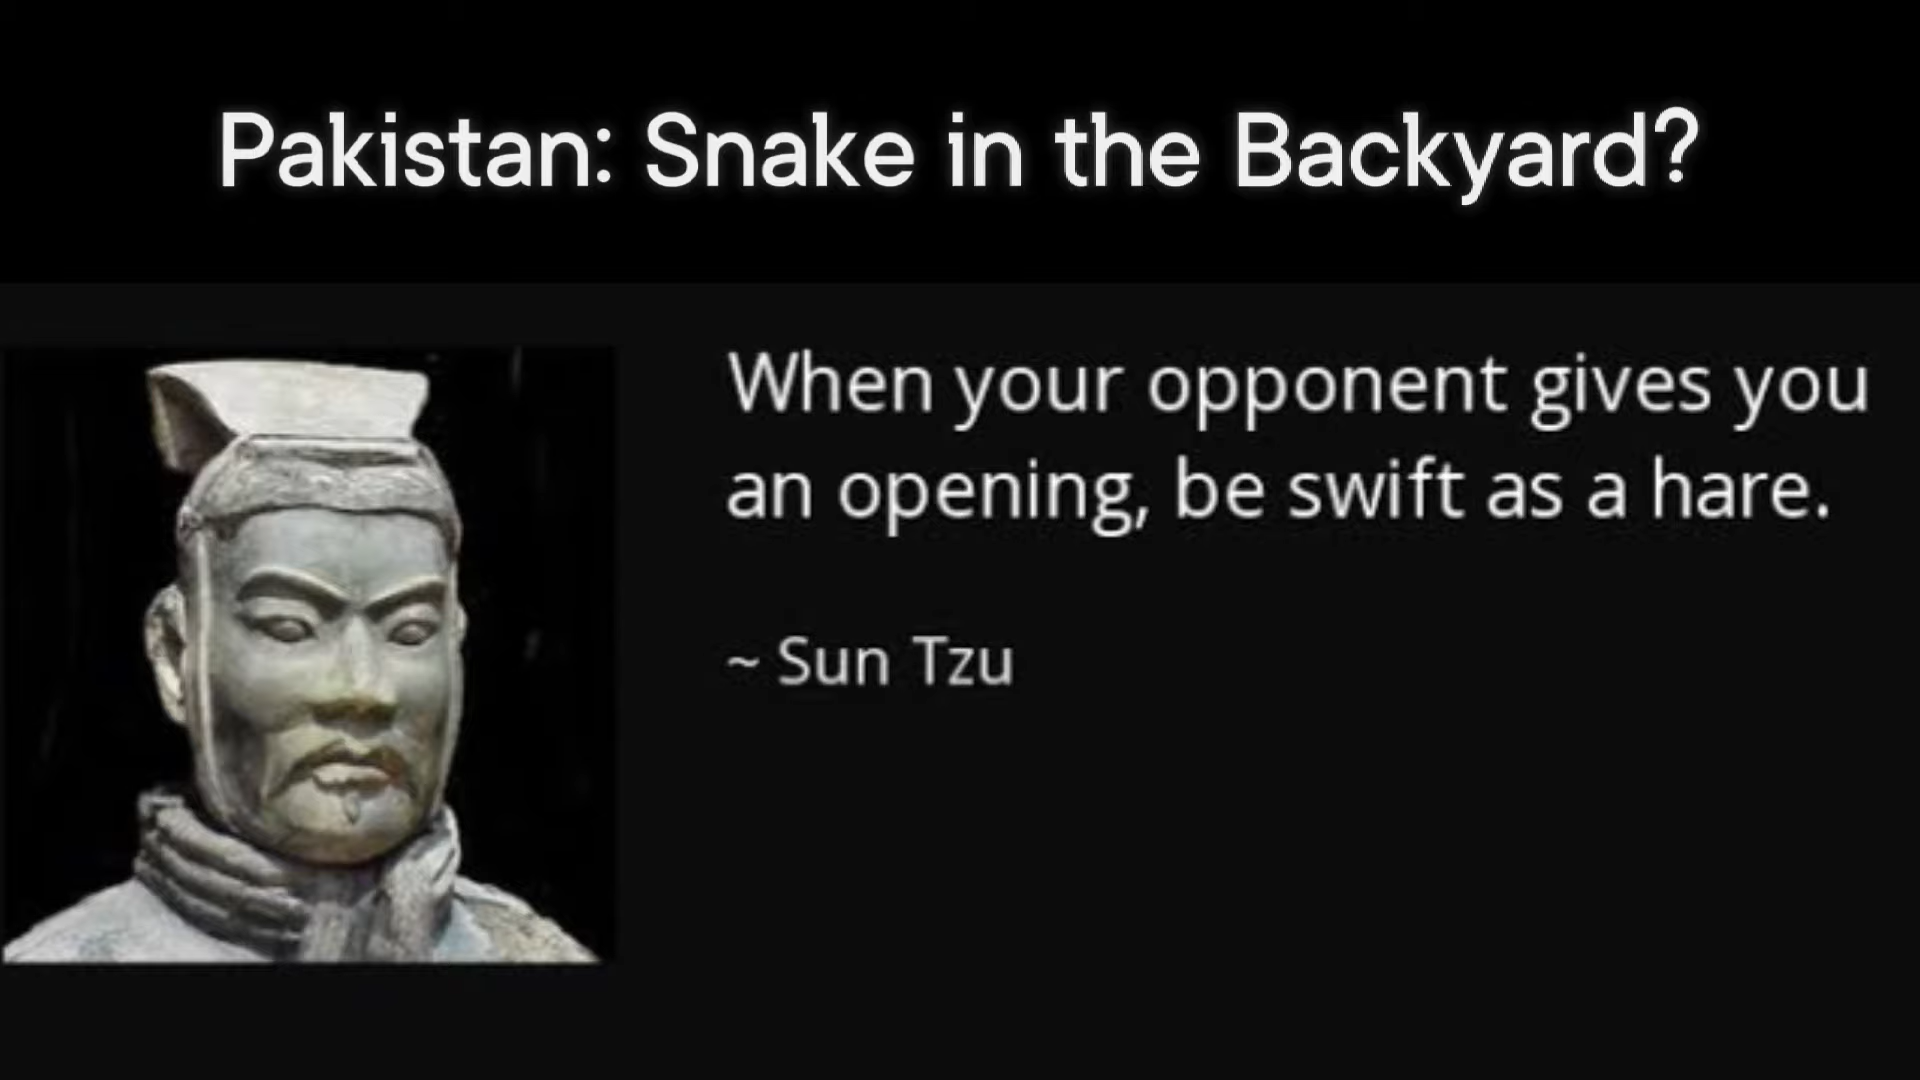 Pakistan: Snake in the Backyard?
When your opponent gives you
an opening, be swift as a hare.
~ Sun Tzu